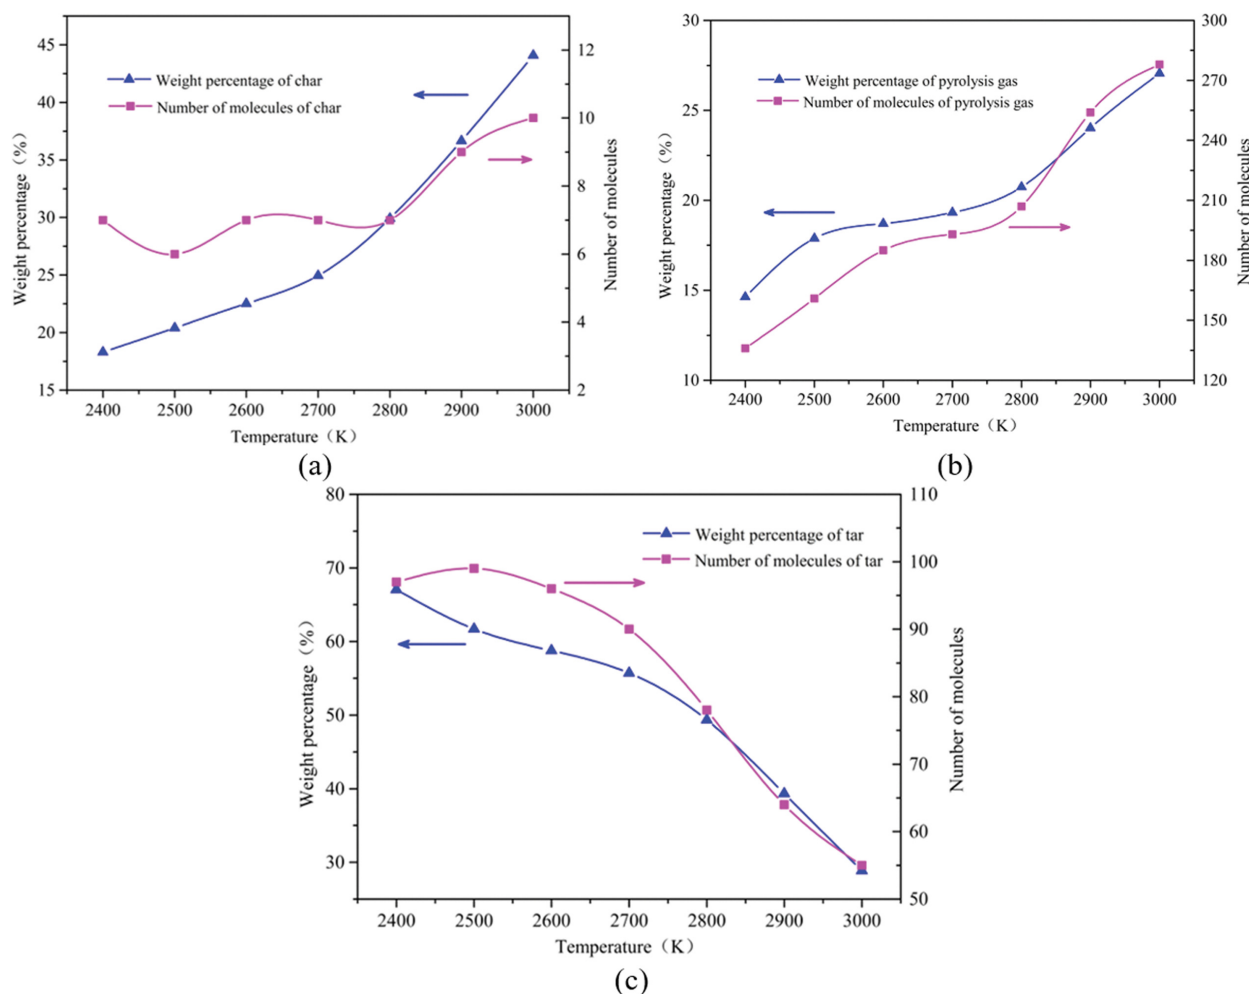 Weight percentage (%)
45
40
35
30
25
20
15
Weight percentage of char
Number of molecules of char
12
10
8
6
4
2
Number of molecules
2400 2500 2600 2700 2800 2900 3000
Temperature (K)
(a)
Weight percentage (%)
30
25
20
15
10
Weight percentage of pyrolysis gas
Number of molecules of pyrolysis gas
300
270
240
210
180
150
120
Number of molecules
2400 2500 2600 2700 2800 2900 3000
Temperature (K)
(b)
Weight percentage (%)
80
70
60
50
40
30
Weight percentage of tar
Number of molecules of tar
110
100
90
80
70
60
50
Number of molecules
2400 2500 2600 2700 2800 2900 3000
Temperature (K)
(c)